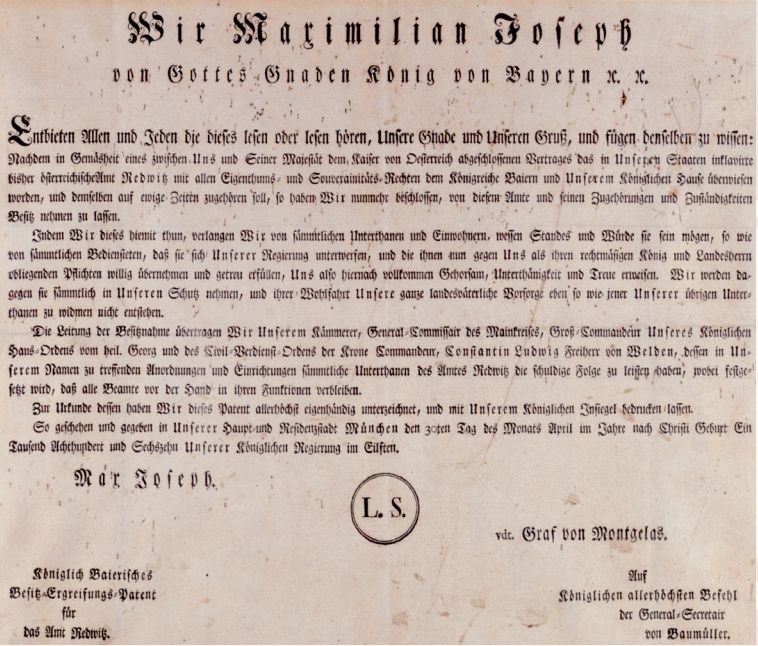 Wir Maximilian Joseph
von Gottes Gnaden König von Bayern ꝛc. ꝛc.
Entbieten Allen und Jeden die dieses lesen oder lesen hören, Unsere Gnade und Unseren Gruß, und fügen denselben zu wissen:
Nachdem in Gemäsheit eines zwischen Uns und Seiner Majestät dem Kaiser von Oesterreich abgeschlossenen Vertrages das in Unseren Staaten inklavirte
bisher österreichische Amt Redwitz mit allen Eigenthums- und Souverainitäts-Rechten dem Königreiche Baiern und Unserem Königlichen Hause überwiesen
worden, und demselben auf ewige Zeiten zugehören soll, so haben Wir nunmehr beschlossen, von diesem Amte und seinen Zugehörungen und Zuständigkeiten
Besitz nehmen zu lassen.
Indem Wir dieses hiemit thun, verlangen Wir von sämmtlichen Unterthanen und Einwohnern, wessen Standes und Würde sie sein mögen, so wie
von sämmtlichen Bediensteten, daß sie sich Unserer Regierung unterwerfen, und die ihnen nun gegen Uns als ihren rechtmäsigen König und Landesherrn
obliegenden Pflichten willig übernehmen und getreu erfüllen, Uns also hiernach vollkommen Gehorsam, Unterthänigkeit und Treue erweisen. Wir werden da-
gegen sie sämmtlich in Unseren Schutz nehmen, und ihrer Wohlfahrt Unsere ganze landesväterliche Vorsorge eben so wie jener Unserer übrigen Unter-
thanen zu widmen nicht entstehen.
Die Leitung der Besitznahme übertragen Wir Unserem Kämmerer, General-Commissair des Mainkreises, Groß-Commandeur Unseres Königlichen
Haus-Ordens vom heil. Georg und des Civil-Verdienst-Ordens der Krone Commandeur, Constantin Ludwig Freiherr von Welden, dessen in Un-
serem Namen zu treffenden Anordnungen und Einrichtungen sämmtliche Unterthanen des Amtes Redwitz die schuldige Folge zu leisten haben, wobei festge-
setzt wird, daß alle Beamte vor der Hand in ihren Funktionen verbleiben.
Zur Urkunde dessen haben Wir dieses Patent allerhöchst eigenhändig unterzeichnet, und mit Unserem Königlichen Insiegel bedrucken lassen.
So geschehen und gegeben in Unserer Haupt- und Residenzstadt München den 30ten Tag des Monats April im Jahre nach Christi Geburt Ein
Tausend Achthundert und Sechszehn Unserer Königlichen Regierung im Eilften.
Max Joseph.
L. S.
vdt. Graf von Montgelas.
Königlich Baierisches
Besitz-Ergreifungs-Patent
für
das Amt Redwitz.
Auf
Königlichen allerhöchsten Befehl
der General-Secretair
von Baumüller.